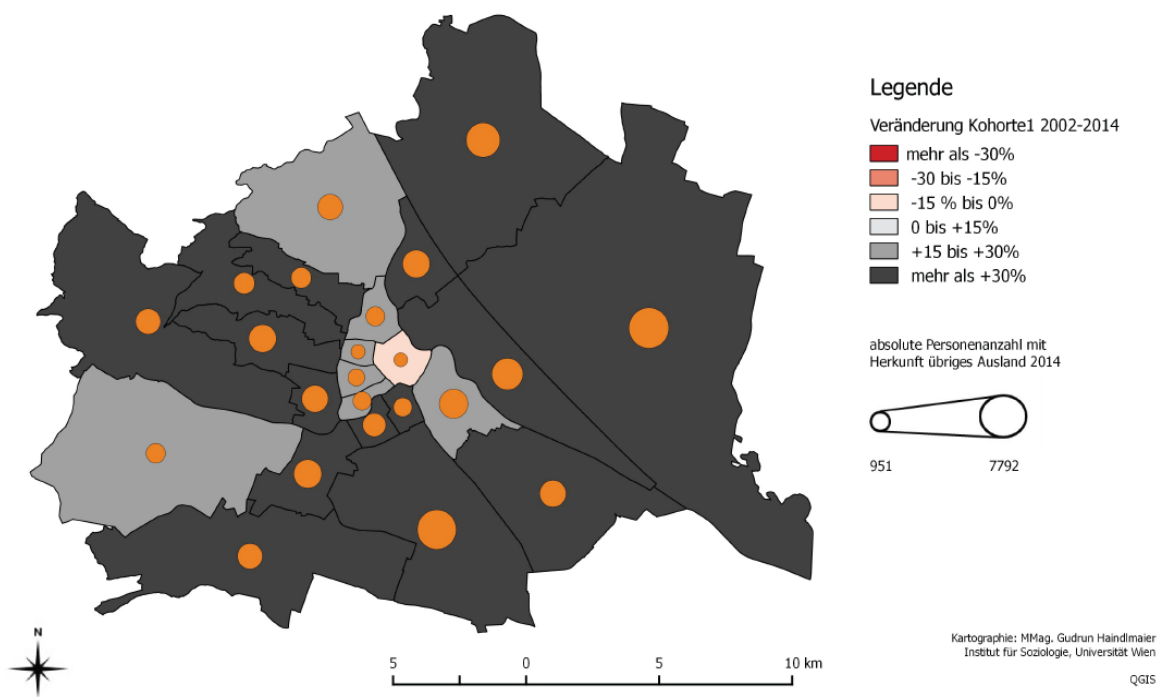 Legende
Veränderung Kohorte1 2002-2014
mehr als -30%
-30 bis -15%
-15 % bis 0%
0 bis +15%
+15 bis +30%
mehr als +30%
absolute Personenanzahl mit
Herkunft übriges Ausland 2014
951 7792
N
5 0 5 10 km
Kartographie: MMag. Gudrun Haindlmaier
Institut für Soziologie, Universität Wien
QGIS